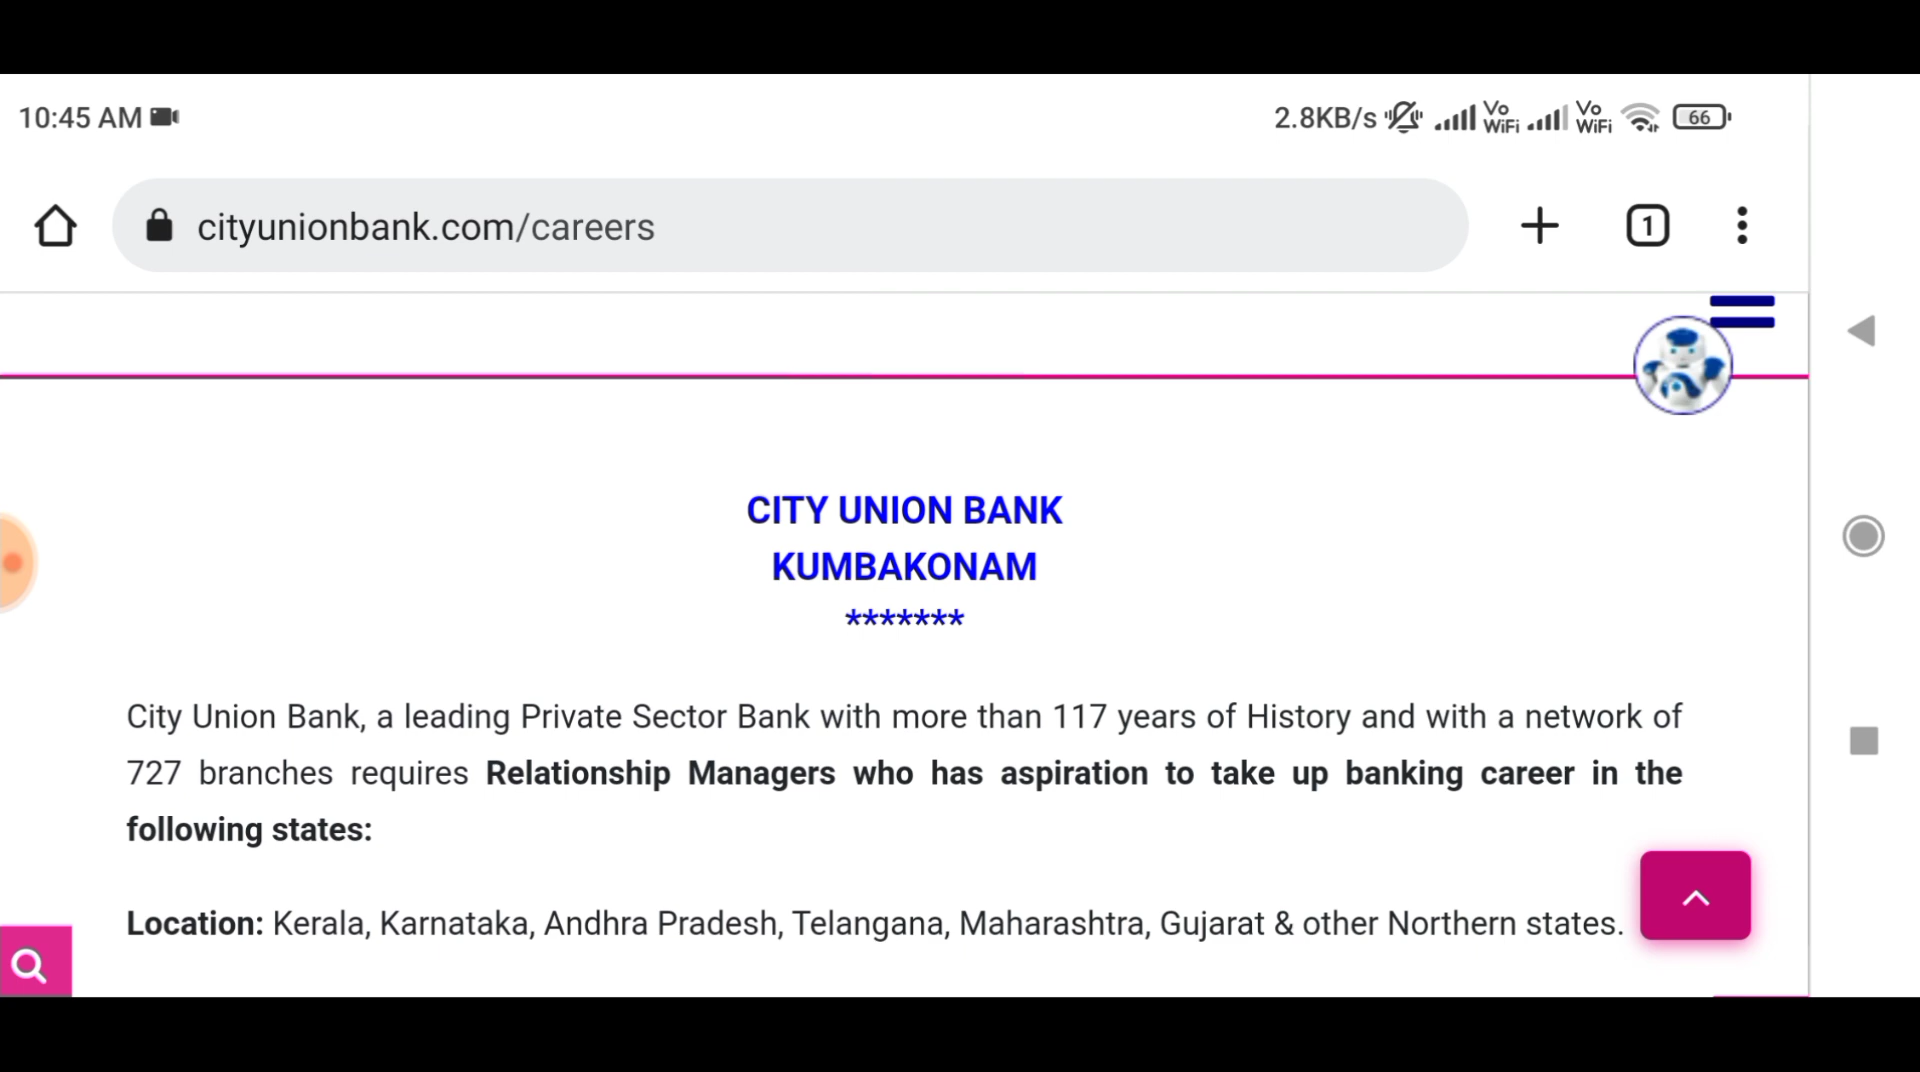 10:45 AM
2.8KB/s Vo WiFi Vo WiFi 66
cityunionbank.com/careers
1
CITY UNION BANK
KUMBAKONAM
*******
City Union Bank, a leading Private Sector Bank with more than 117 years of History and with a network of
727 branches requires Relationship Managers who has aspiration to take up banking career in the
following states:
Location: Kerala, Karnataka, Andhra Pradesh, Telangana, Maharashtra, Gujarat & other Northern states.